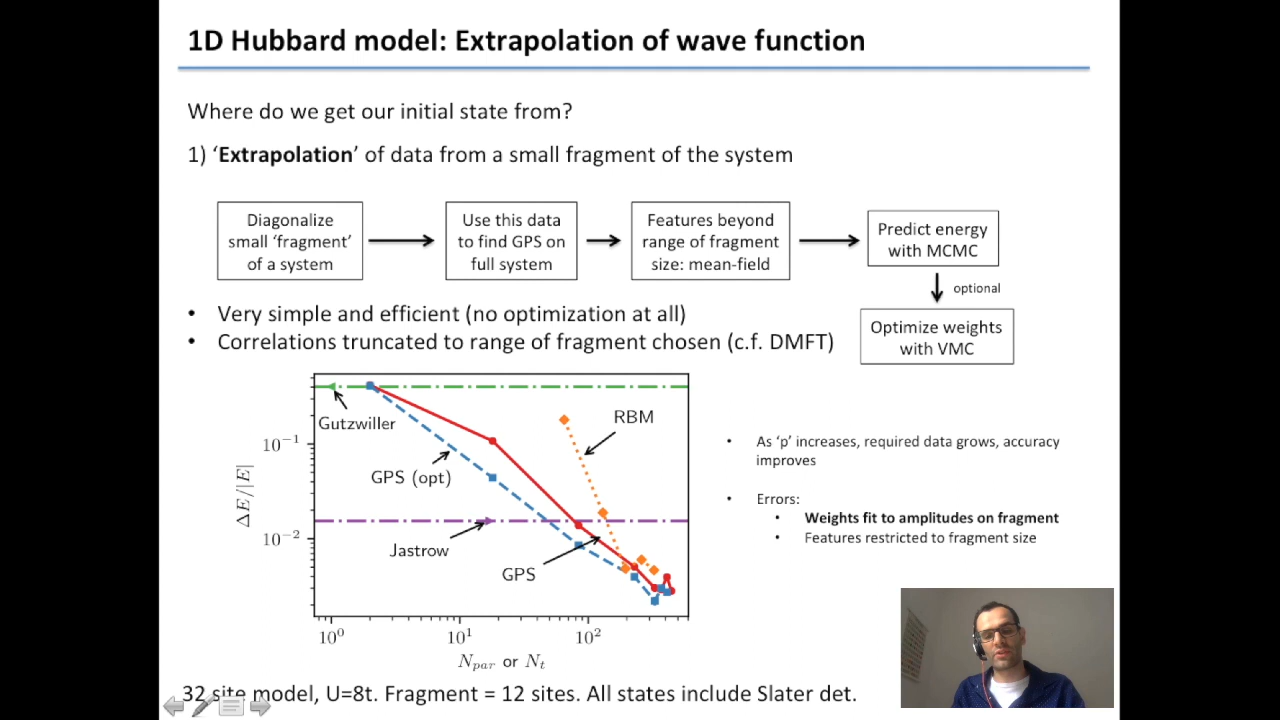 1D Hubbard model: Extrapolation of wave function
Where do we get our initial state from?
1) ‘Extrapolation’ of data from a small fragment of the system
Diagonalize
small ‘fragment’
of a system
Use this data
to find GPS on
full system
Features beyond
range of fragment
size: mean-field
Predict energy
with MCMC
optional
Optimize weights
with VMC
• Very simple and efficient (no optimization at all)
• Correlations truncated to range of fragment chosen (c.f. DMFT)
Gutzwiller
RBM
GPS (opt)
Jastrow
GPS
ΔE/|E|
10⁻¹
10⁻²
10⁰ 10¹ 10²
N_par or N_t
• As ‘p’ increases, required data grows, accuracy
improves
• Errors:
• Weights fit to amplitudes on fragment
• Features restricted to fragment size
32 site model, U=8t. Fragment = 12 sites. All states include Slater det.